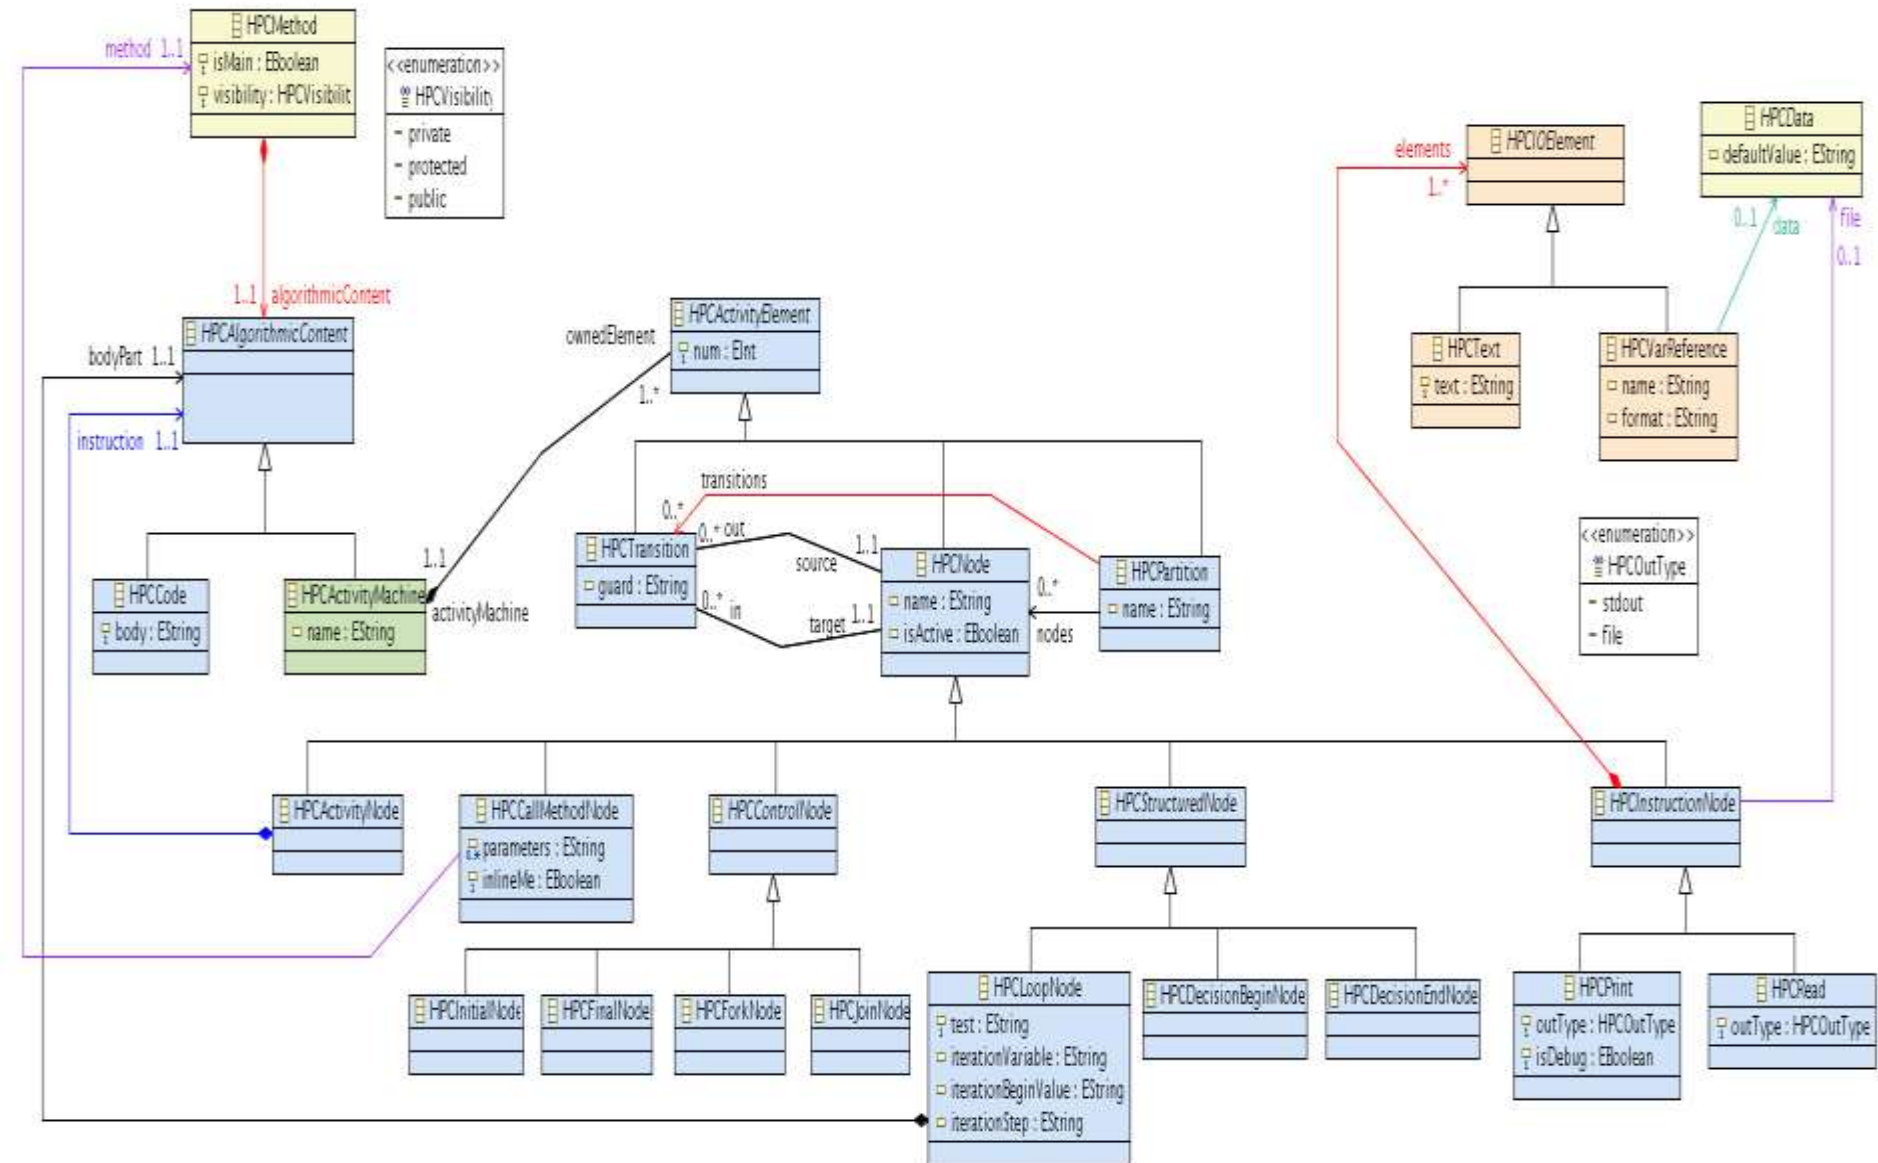 HPCMethod
isMain : EBoolean
visibility : HPCVisibilit
method 1..1
<<enumeration>>
HPCVisibility
private
protected
public
HPCIOElement
elements
1..*
HPCData
defaultValue : EString
0..1
data
file
0..1
1..1 algorithmicContent
HPCAlgorithmicContent
bodyPart 1..1
instruction 1..1
HPCActivityElement
num : EInt
ownedElement
1..*
HPCText
text : EString
HPCVarReference
name : EString
format : EString
transitions
0..*
0..* out
source
1..1
HPCTransition
guard : EString
0..* in
target 1..1
HPCNode
name : EString
isActive : EBoolean
0..*
nodes
HPCPartition
name : EString
<<enumeration>>
HPCOutType
stdout
file
HPCCode
body : EString
HPCActivityMachine
name : EString
1..1
activityMachine
HPCActivityNode
HPCCallMethodNode
parameters : EString
inlineMe : EBoolean
HPCControlNode
HPCStructuredNode
HPCInstructionNode
HPCInitialNode
HPCFinalNode
HPCForkNode
HPCJoinNode
HPCLoopNode
test : EString
iterationVariable : EString
iterationBeginValue : EString
iterationStep : EString
HPCDecisionBeginNode
HPCDecisionEndNode
HPCPrint
outType : HPCOutType
isDebug : EBoolean
HPCRead
outType : HPCOutType